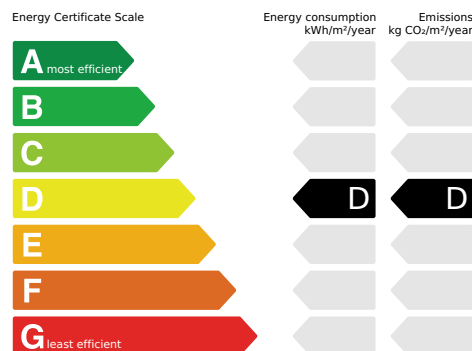 Energy Certificate Scale
Energy consumption
kWh/m²/year
Emissions
kg CO₂/m²/year
A most efficient
B
C
D D D
E
F
G least efficient